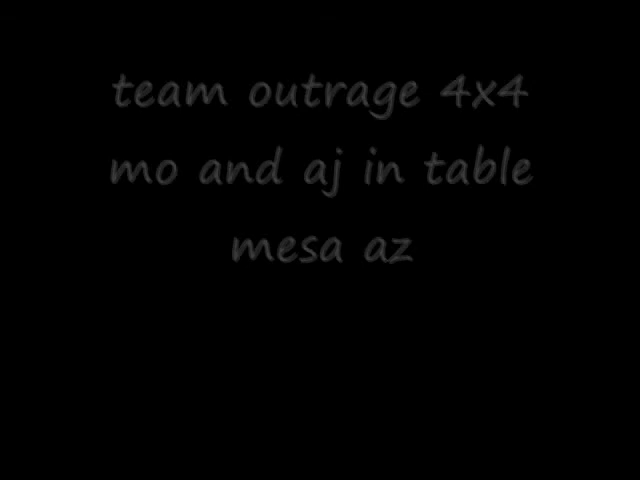 team outrage 4x4
mo and aj in table
mesa az